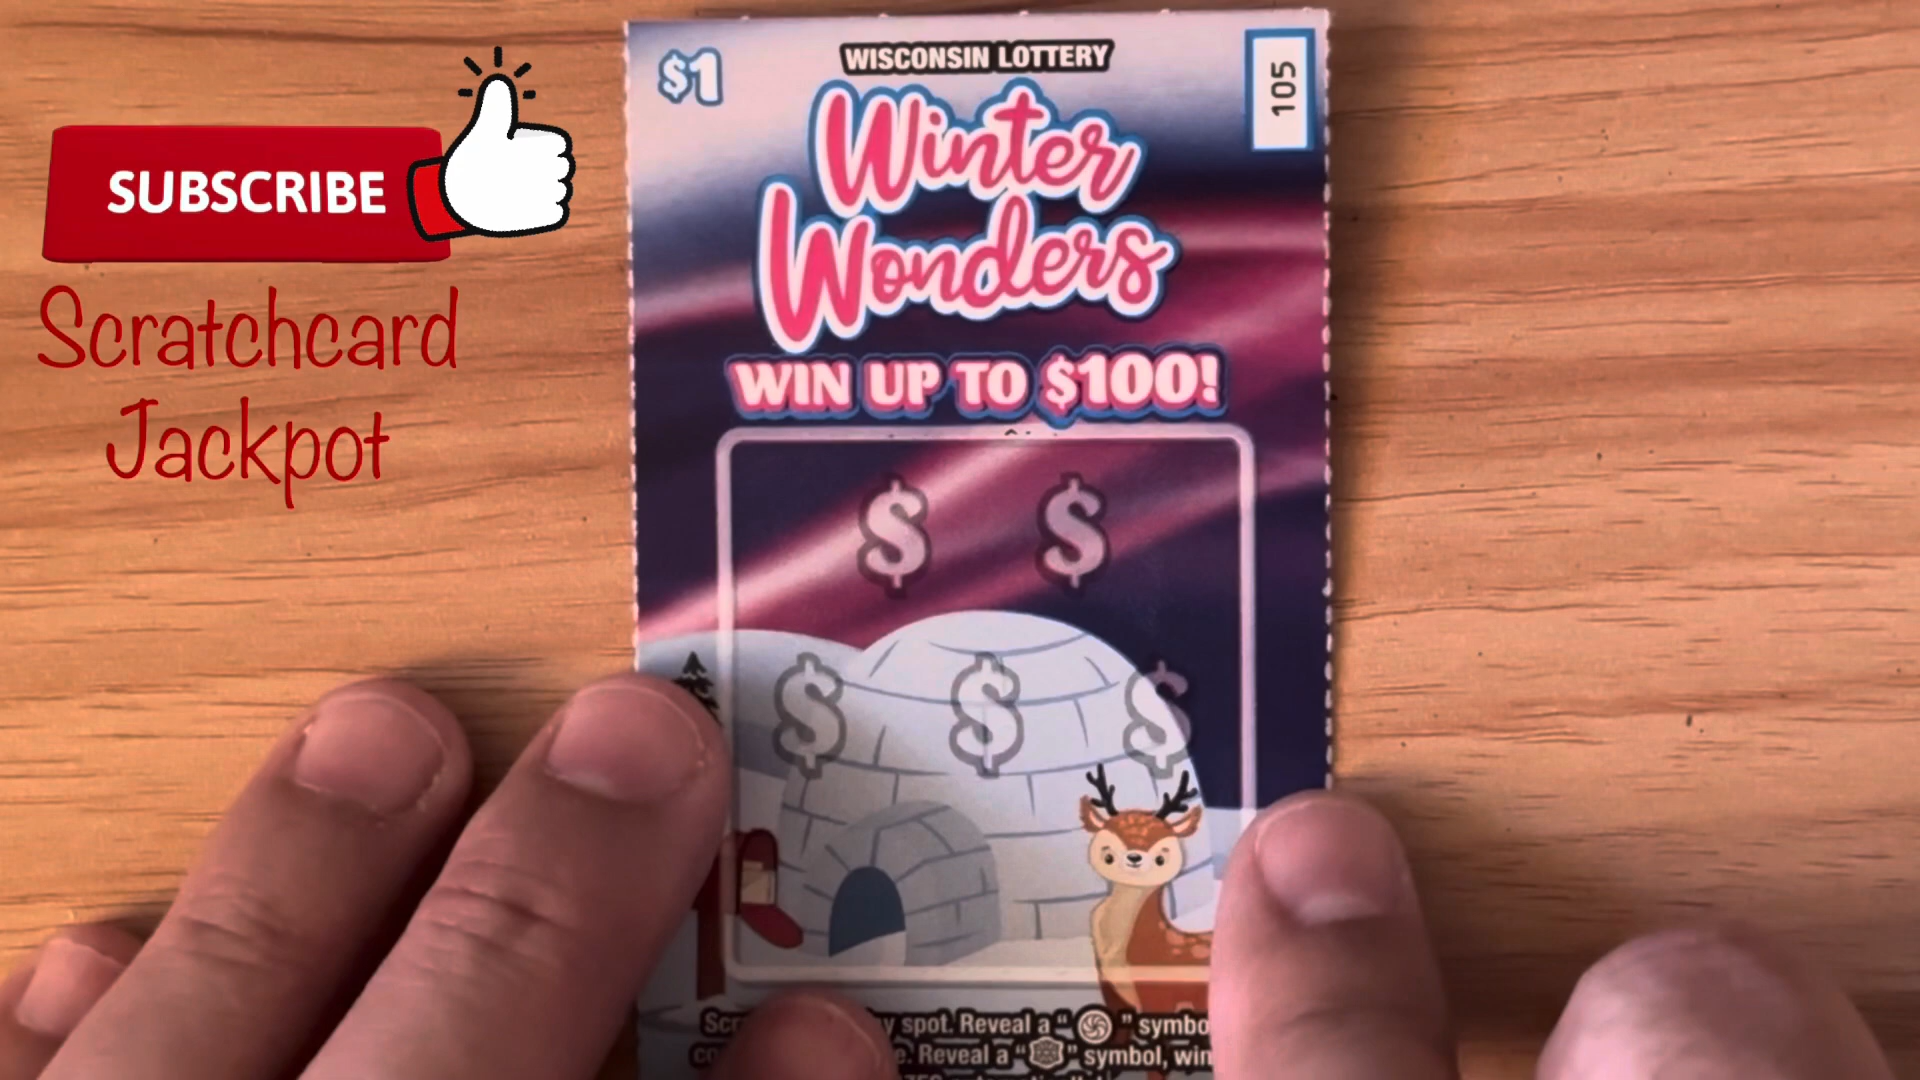 SUBSCRIBE
Scratchcard
Jackpot
$1
WISCONSIN LOTTERY
105
Winter
Wonders
WIN UP TO $100!
$ $
$ $ $
spot. Reveal a " " symbo
Reveal a " " symbol, win